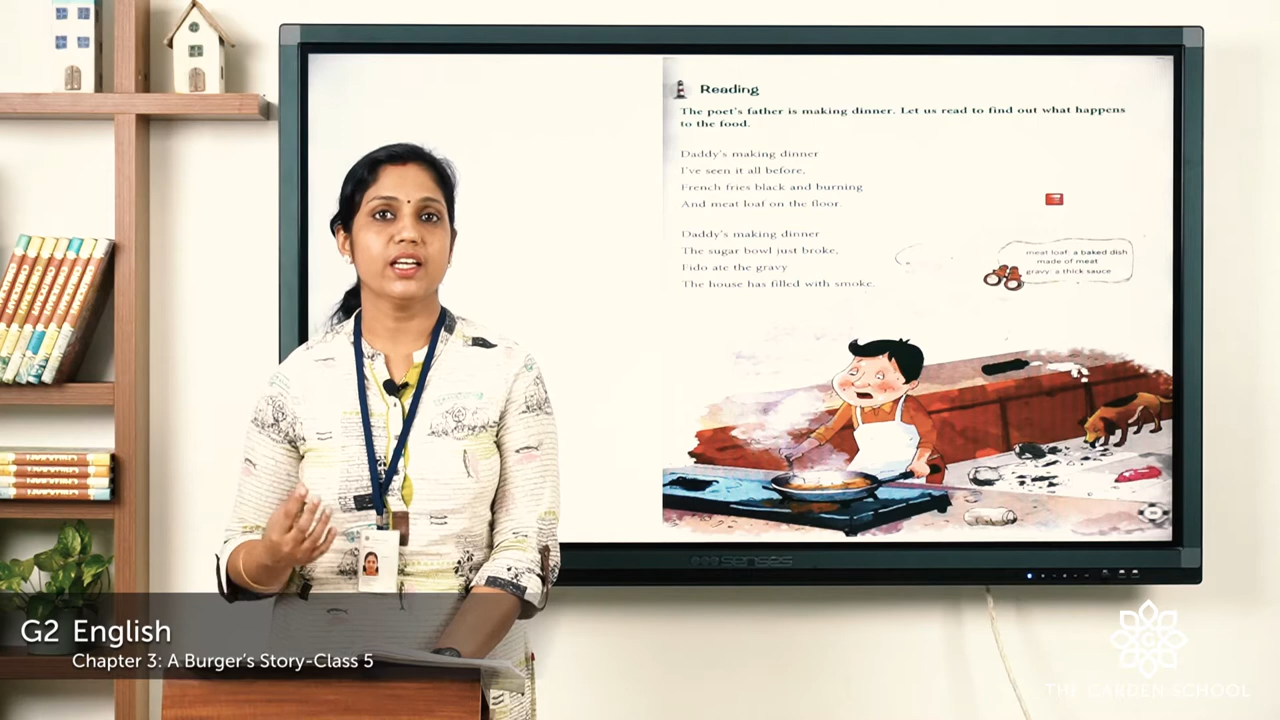 Reading
The poet's father is making dinner. Let us read to find out what happens
to the food.
Daddy's making dinner
I've seen it all before,
French fries black and burning
And meat loaf on the floor.
Daddy's making dinner
The sugar bowl just broke,
Fido ate the gravy
The house has filled with smoke.
meat loaf: a baked dish
made of meat
gravy: a thick sauce
senses
G2 English
Chapter 3: A Burger's Story-Class 5
G
THE GARDEN SCHOOL